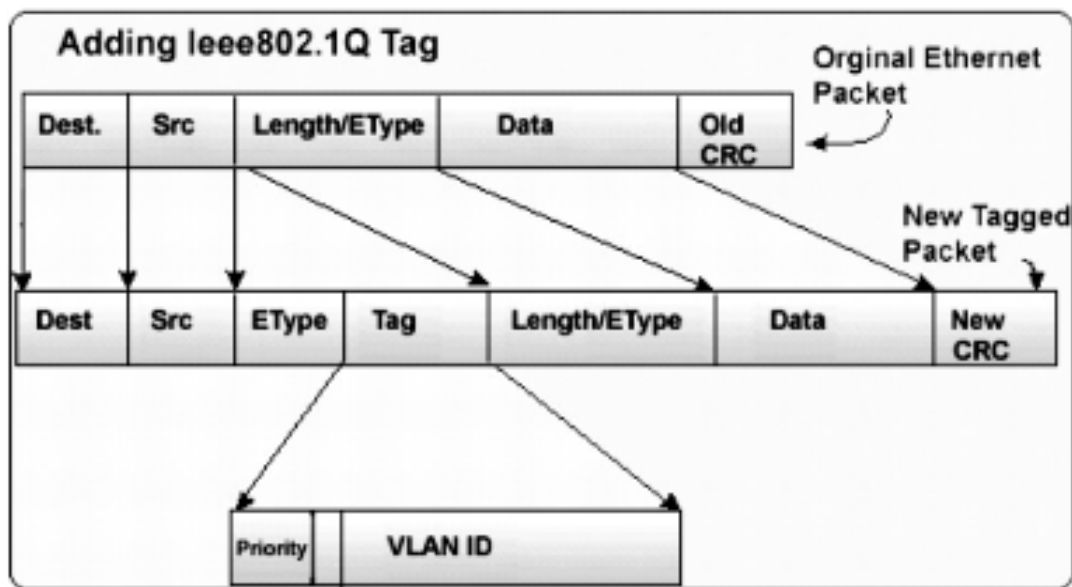 Adding Ieee802.1Q Tag
Orginal Ethernet
Packet
Dest. Src Length/EType Data Old
CRC
New Tagged
Packet
Dest Src EType Tag Length/EType Data New
CRC
Priority VLAN ID